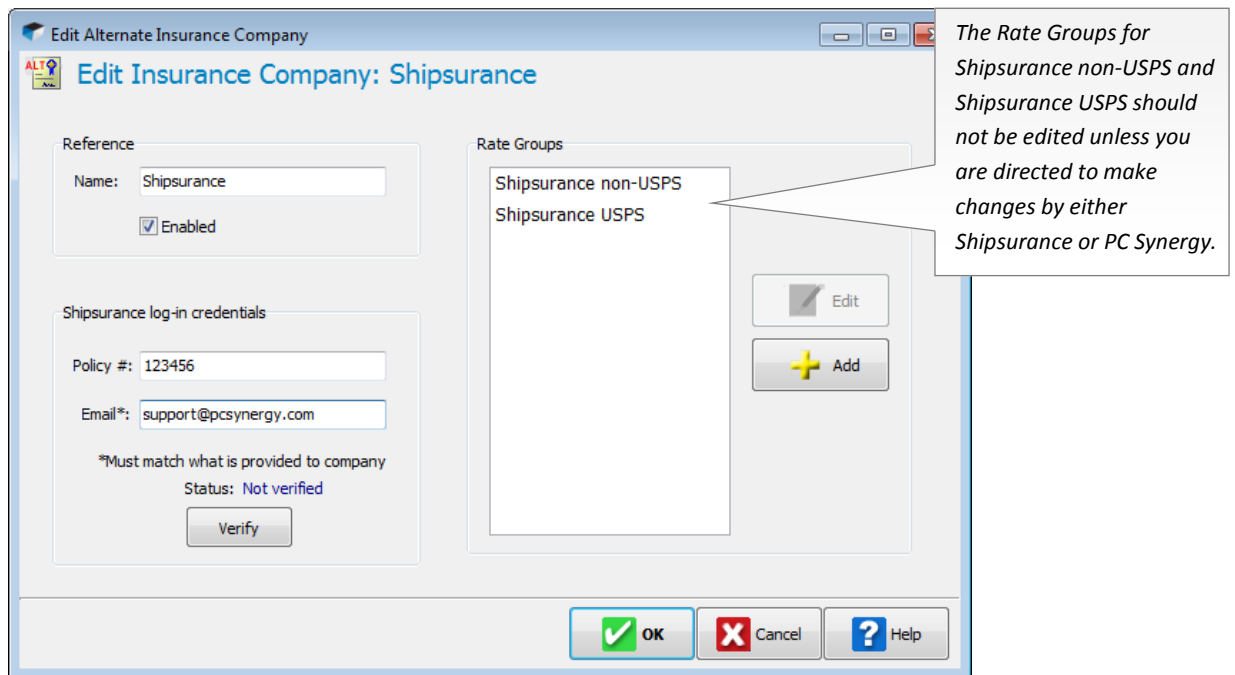 Edit Alternate Insurance Company
ALT
Edit Insurance Company: Shipsurance
Reference
Name: Shipsurance
Enabled
Shipsurance log-in credentials
Policy #: 123456
Email*: support@pcsynergy.com
*Must match what is provided to company
Status: Not verified
Verify
Rate Groups
Shipsurance non-USPS
Shipsurance USPS
Edit
Add
The Rate Groups for
Shipsurance non-USPS and
Shipsurance USPS should
not be edited unless you
are directed to make
changes by either
Shipsurance or PC Synergy.
OK
Cancel
Help